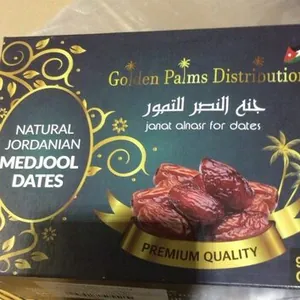 Golden Palms Distribution
جنة النصر للتمور
janat alnasr for dates
NATURAL
JORDANIAN
MEDJOOL
DATES
PREMIUM QUALITY